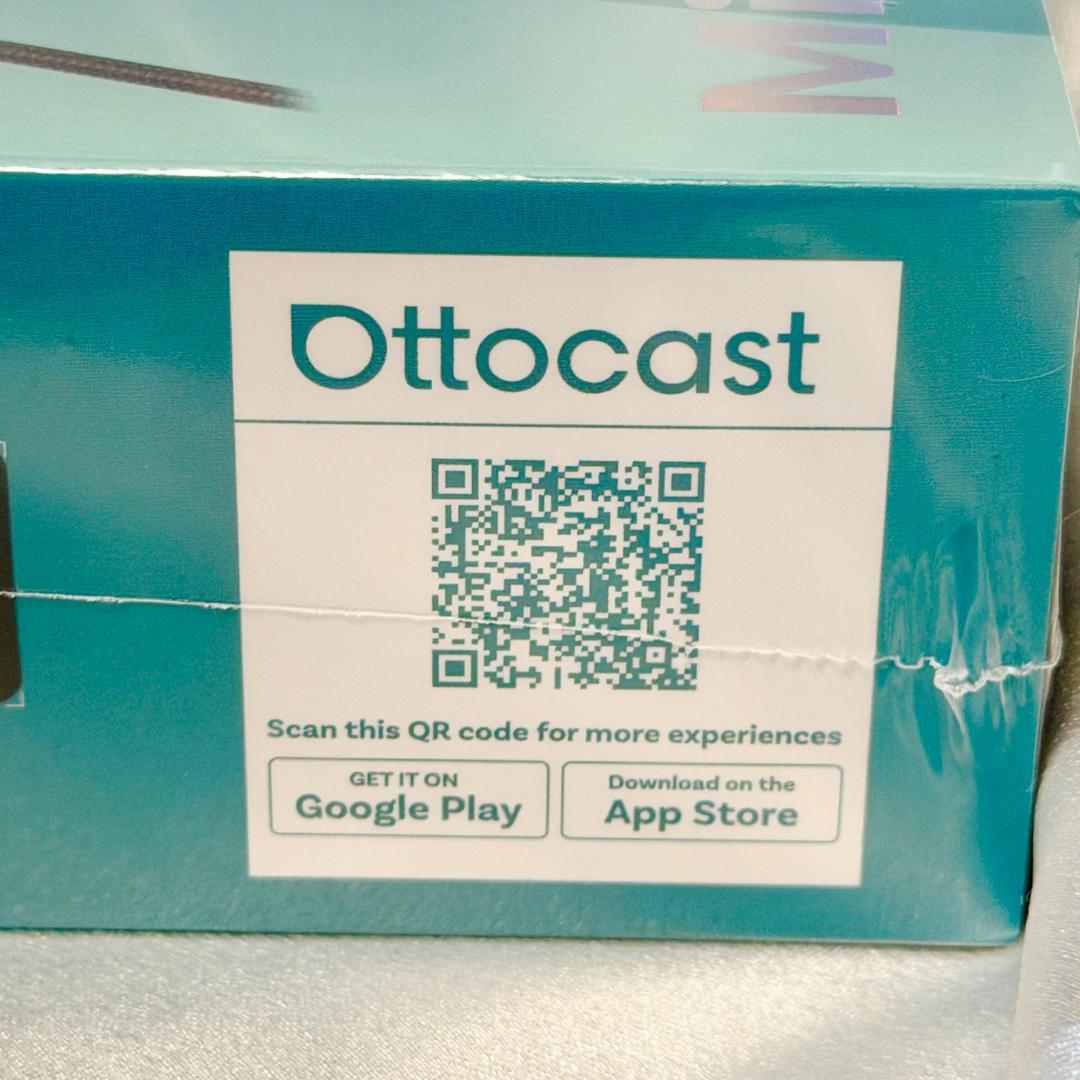 Ottocast
Scan this QR code for more experiences
GET IT ON
Google Play
Download on the
App Store